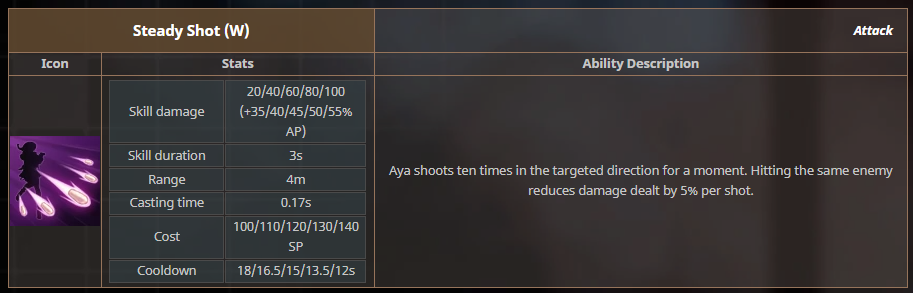 Steady Shot (W)
Attack
Icon
Stats
Ability Description
Skill damage
20/40/60/80/100
(+35/40/45/50/55%
AP)
Skill duration
3s
Range
4m
Casting time
0.17s
Cost
100/110/120/130/140
SP
Cooldown
18/16.5/15/13.5/12s
Aya shoots ten times in the targeted direction for a moment. Hitting the same enemy
reduces damage dealt by 5% per shot.